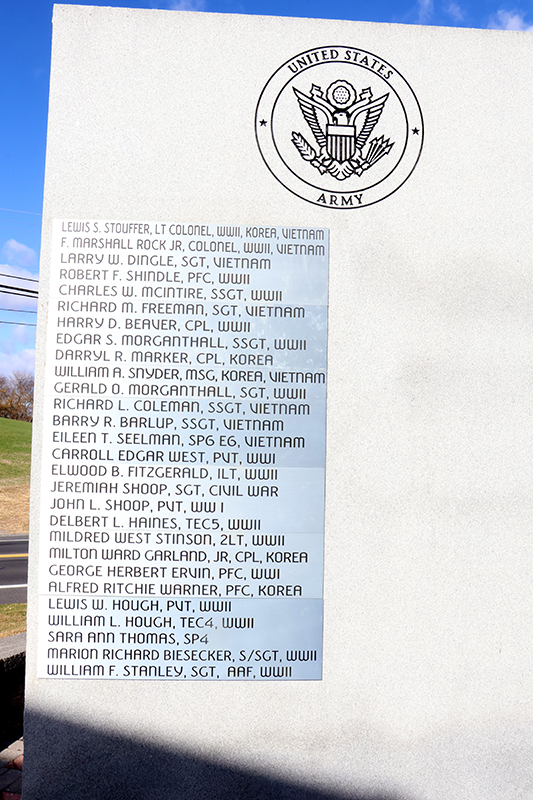 UNITED STATES
ARMY
LEWIS S. STOUFFER, LT COLONEL, WWII, KOREA, VIETNAM
F. MARSHALL ROCK JR, COLONEL, WWII, VIETNAM
LARRY W. DINGLE, SGT, VIETNAM
ROBERT F. SHINDLE, PFC, WWII
CHARLES W. MCINTIRE, SSGT, WWII
RICHARD M. FREEMAN, SGT, VIETNAM
HARRY D. BEAVER, CPL, WWII
EDGAR S. MORGANTHALL, SSGT, WWII
DARRYL R. MARKER, CPL, KOREA
WILLIAM A. SNYDER, MSG, KOREA, VIETNAM
GERALD O. MORGANTHALL, SGT, WWII
RICHARD L. COLEMAN, SSGT, VIETNAM
BARRY R. BARLUP, SSGT, VIETNAM
EILEEN T. SEELMAN, SP6 E6, VIETNAM
CARROLL EDGAR WEST, PVT, WWI
ELWOOD B. FITZGERALD, 1LT, WWII
JEREMIAH SHOOP, SGT, CIVIL WAR
JOHN L. SHOOP, PVT, WW I
DELBERT L. HAINES, TEC5, WWII
MILDRED WEST STINSON, 2LT, WWII
MILTON WARD GARLAND, JR, CPL, KOREA
GEORGE HERBERT ERVIN, PFC, WWI
ALFRED RITCHIE WARNER, PFC, KOREA
LEWIS W. HOUGH, PVT, WWII
WILLIAM L. HOUGH, TEC4, WWII
SARA ANN THOMAS, SP4
MARION RICHARD BIESECKER, S/SGT, WWII
WILLIAM F. STANLEY, SGT, AAF, WWII